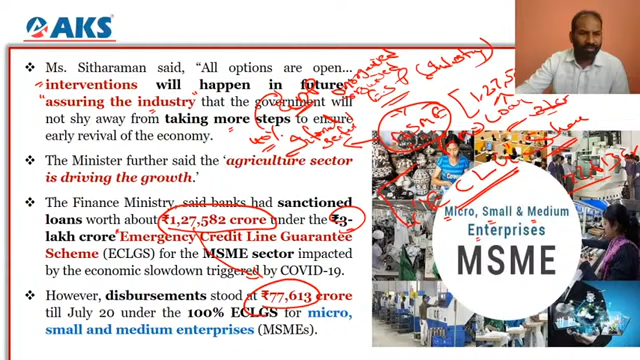 AKS
Ms. Sitharaman said, “All options are open...
interventions will happen in future,
“assuring the industry” that the government will
not shy away from taking more steps to ensure
early revival of the economy.
The Minister further said the ‘agriculture sector
is driving the growth.’
The Finance Ministry, said banks had sanctioned
loans worth about ₹1,27,582 crore under the ₹3-
lakh crore Emergency Credit Line Guarantee
Scheme (ECLGS) for the MSME sector impacted
by the economic slowdown triggered by COVID-19.
However, disbursements stood at ₹77,613 crore
till July 20 under the 100% ECLGS for micro,
small and medium enterprises (MSMEs).
(Industry)
MSME
40%
sector
ECLGS
Micro, Small & Medium
Enterprises
MSME